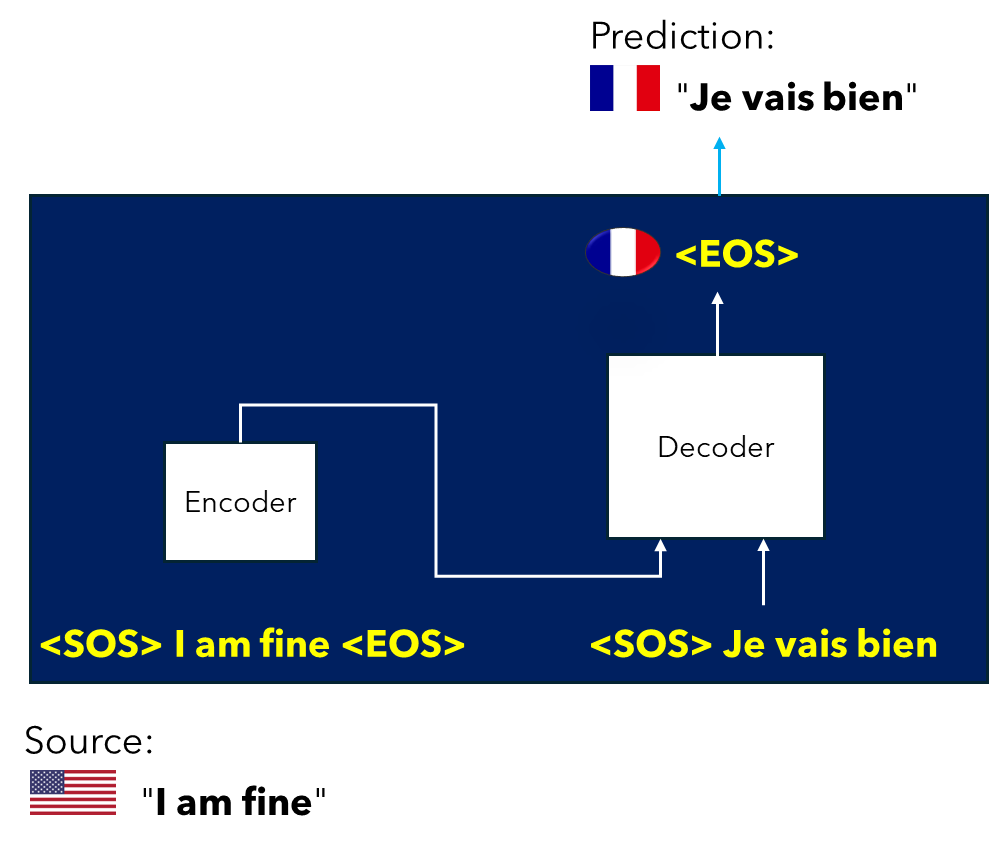 Prediction:
"Je vais bien"
<EOS>
Decoder
Encoder
<SOS> I am fine <EOS>
<SOS> Je vais bien
Source:
"I am fine"